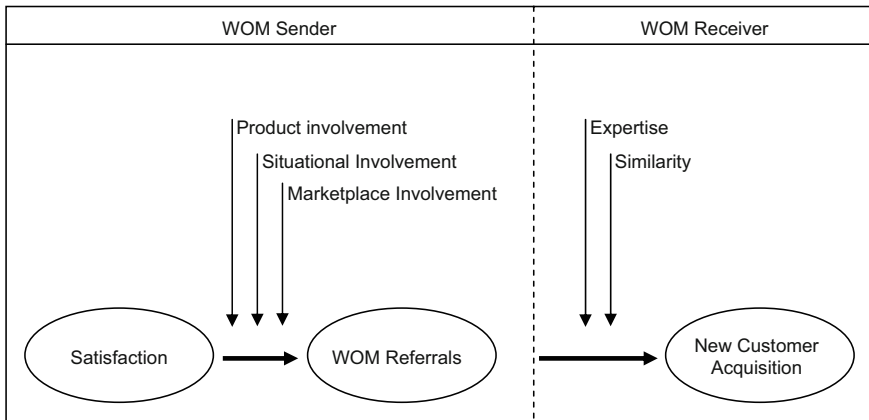 WOM Sender
WOM Receiver
Product involvement
Situational Involvement
Marketplace Involvement
Expertise
Similarity
Satisfaction
WOM Referrals
New Customer
Acquisition